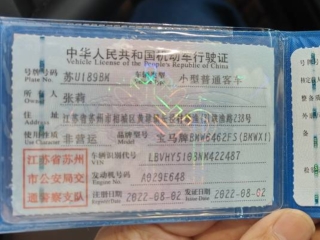 中华人民共和国机动车行驶证
Vehicle License of the People's Republic of China
号牌号码 苏U1898K 车辆类型 小型普通客车
Plate No.
所有人 张莉
Owner
住址 江苏省苏州市相城区
使用性质 非营运 品牌型号 宝马牌BMW6462FS(BMWX1)
Use Character Model
江苏省苏州市公安局交通警察支队
车辆识别代号 LBVHY5103NK422487
VIN
发动机号码 A929E648
Engine No.
注册日期 2022-08-02 发证日期 2022-08-02
Register Date Issue Date